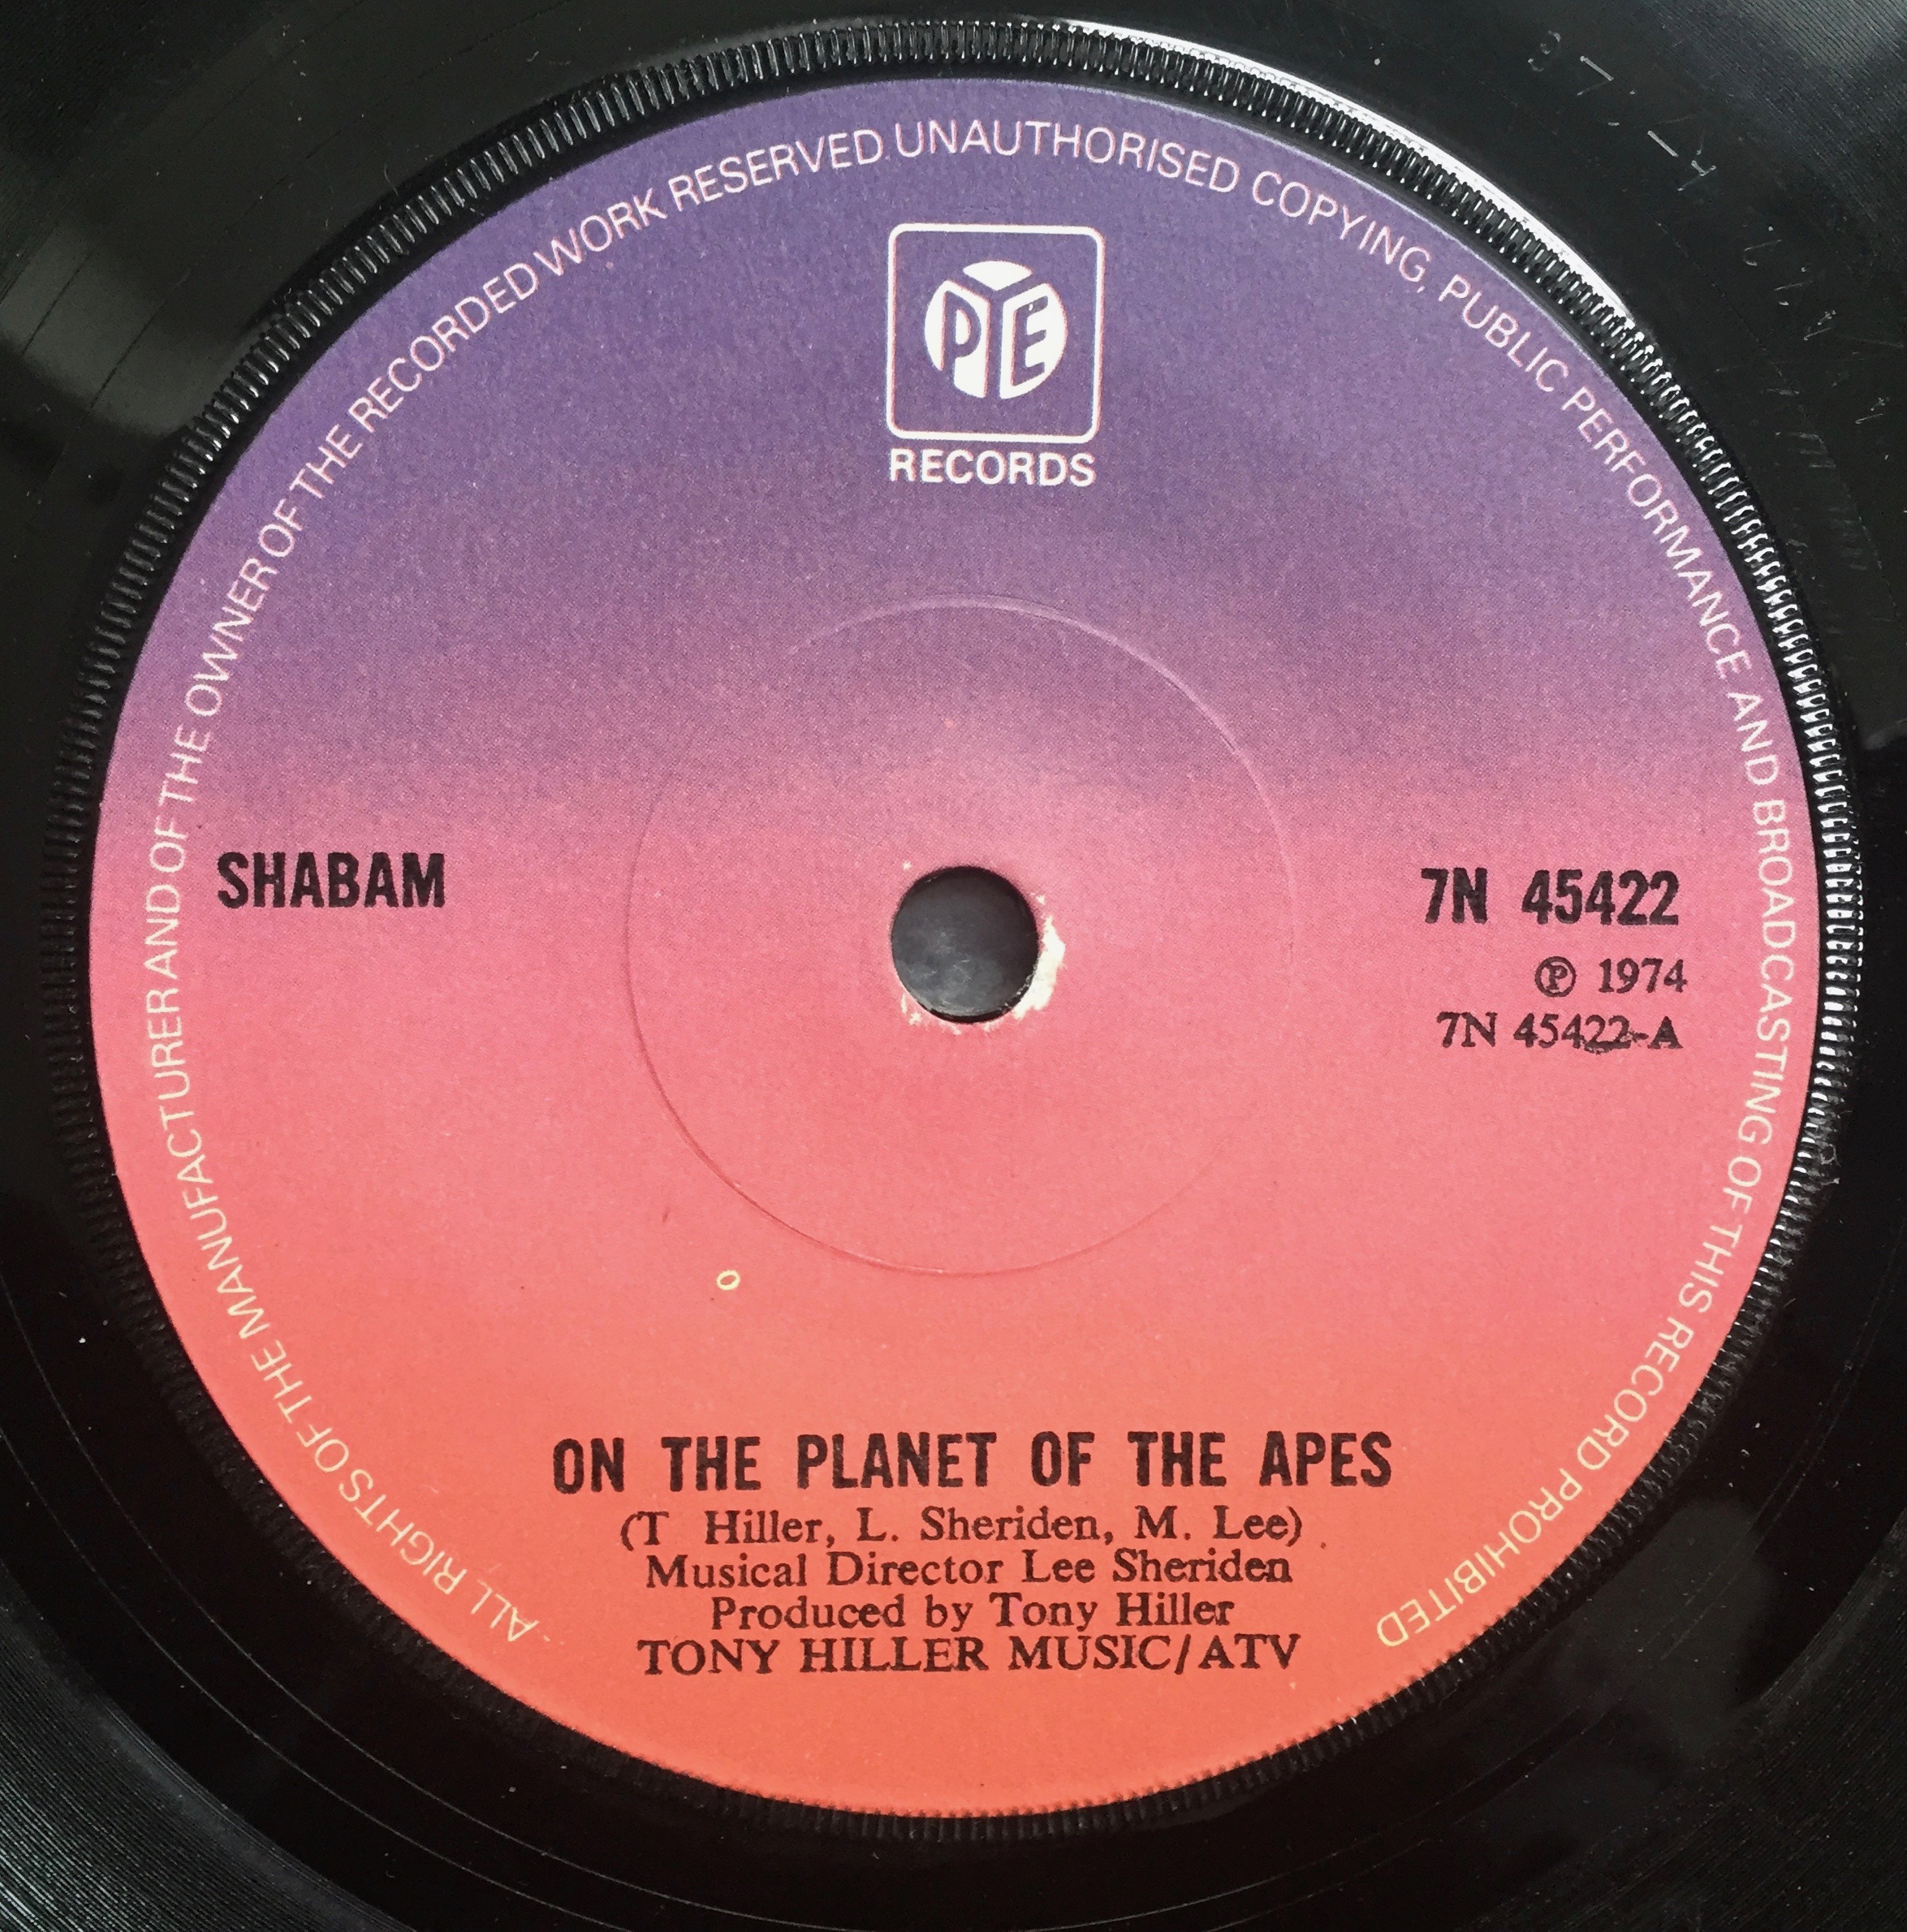 ALL RIGHTS OF THE MANUFACTURER AND OF THE OWNER OF THE RECORDED WORK RESERVED UNAUTHORISED COPYING, PUBLIC PERFORMANCE AND BROADCASTING OF THIS RECORD PROHIBITED
PYE
RECORDS
SHABAM
7N 45422
℗ 1974
7N 45422-A
ON THE PLANET OF THE APES
(T Hiller, L. Sheriden, M. Lee)
Musical Director Lee Sheriden
Produced by Tony Hiller
TONY HILLER MUSIC/ATV